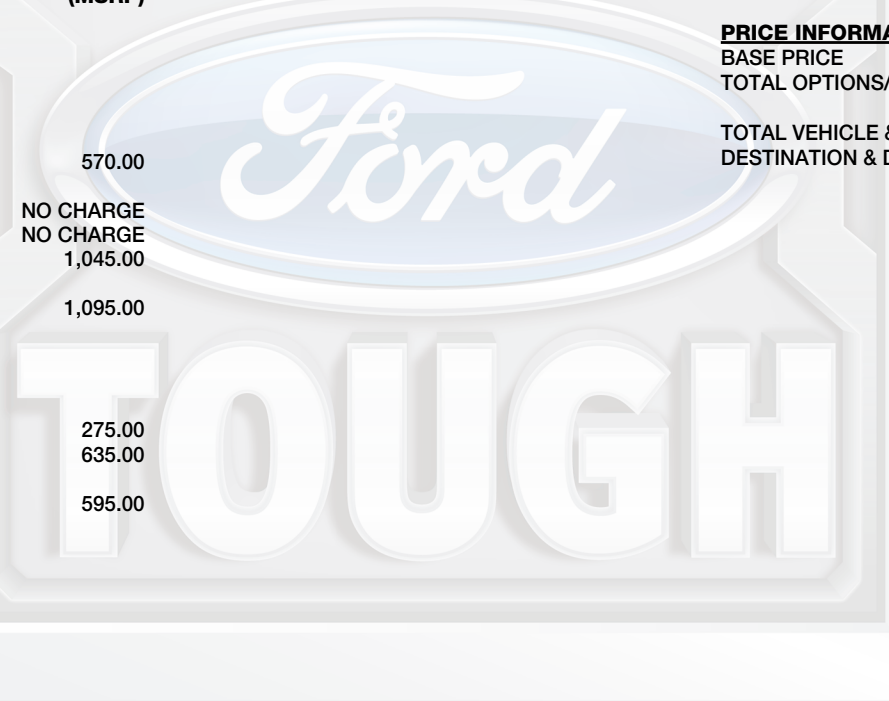 (MSRP)
570.00
NO CHARGE
NO CHARGE
1,045.00
1,095.00
275.00
635.00
595.00
PRICE INFORMA
BASE PRICE
TOTAL OPTIONS/
TOTAL VEHICLE &
DESTINATION & D
Ford
TOUGH